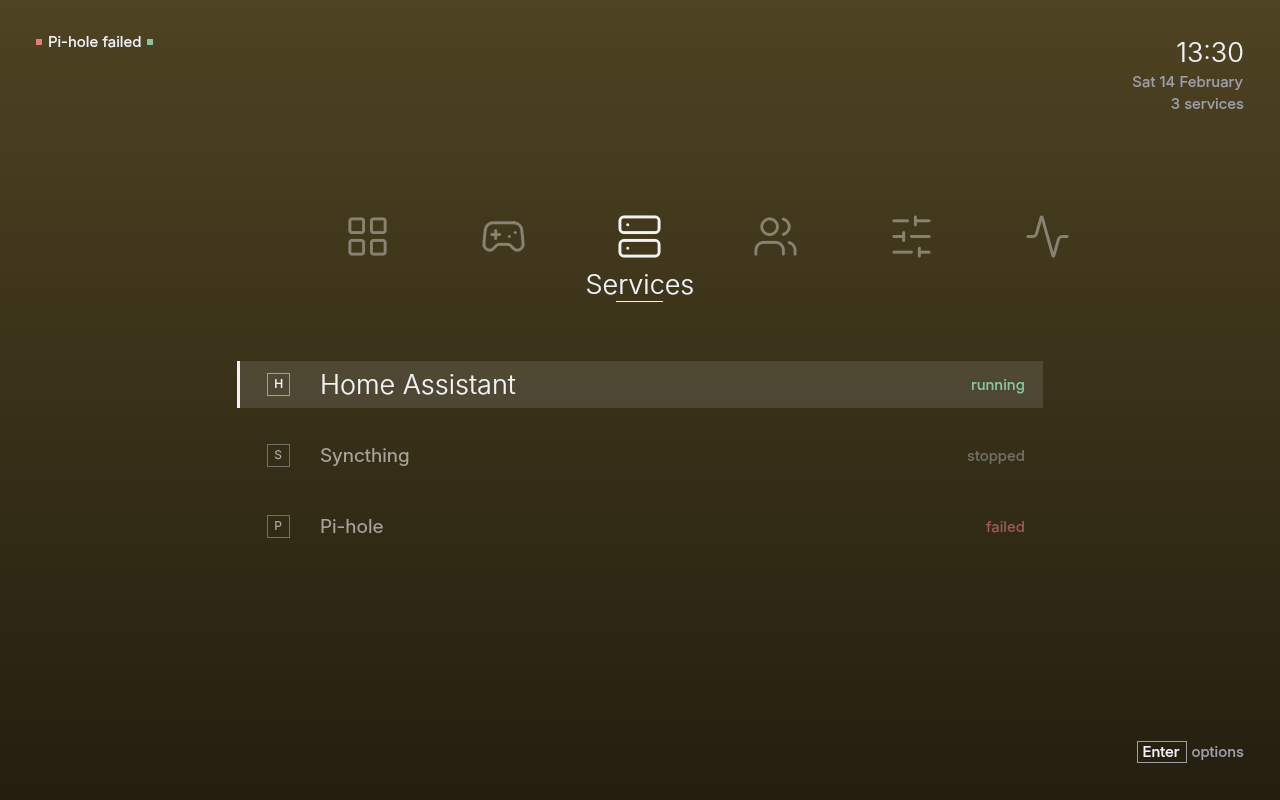 Pi-hole failed
13:30
Sat 14 February
3 services
Services
H Home Assistant running
S Syncthing stopped
P Pi-hole failed
Enter options